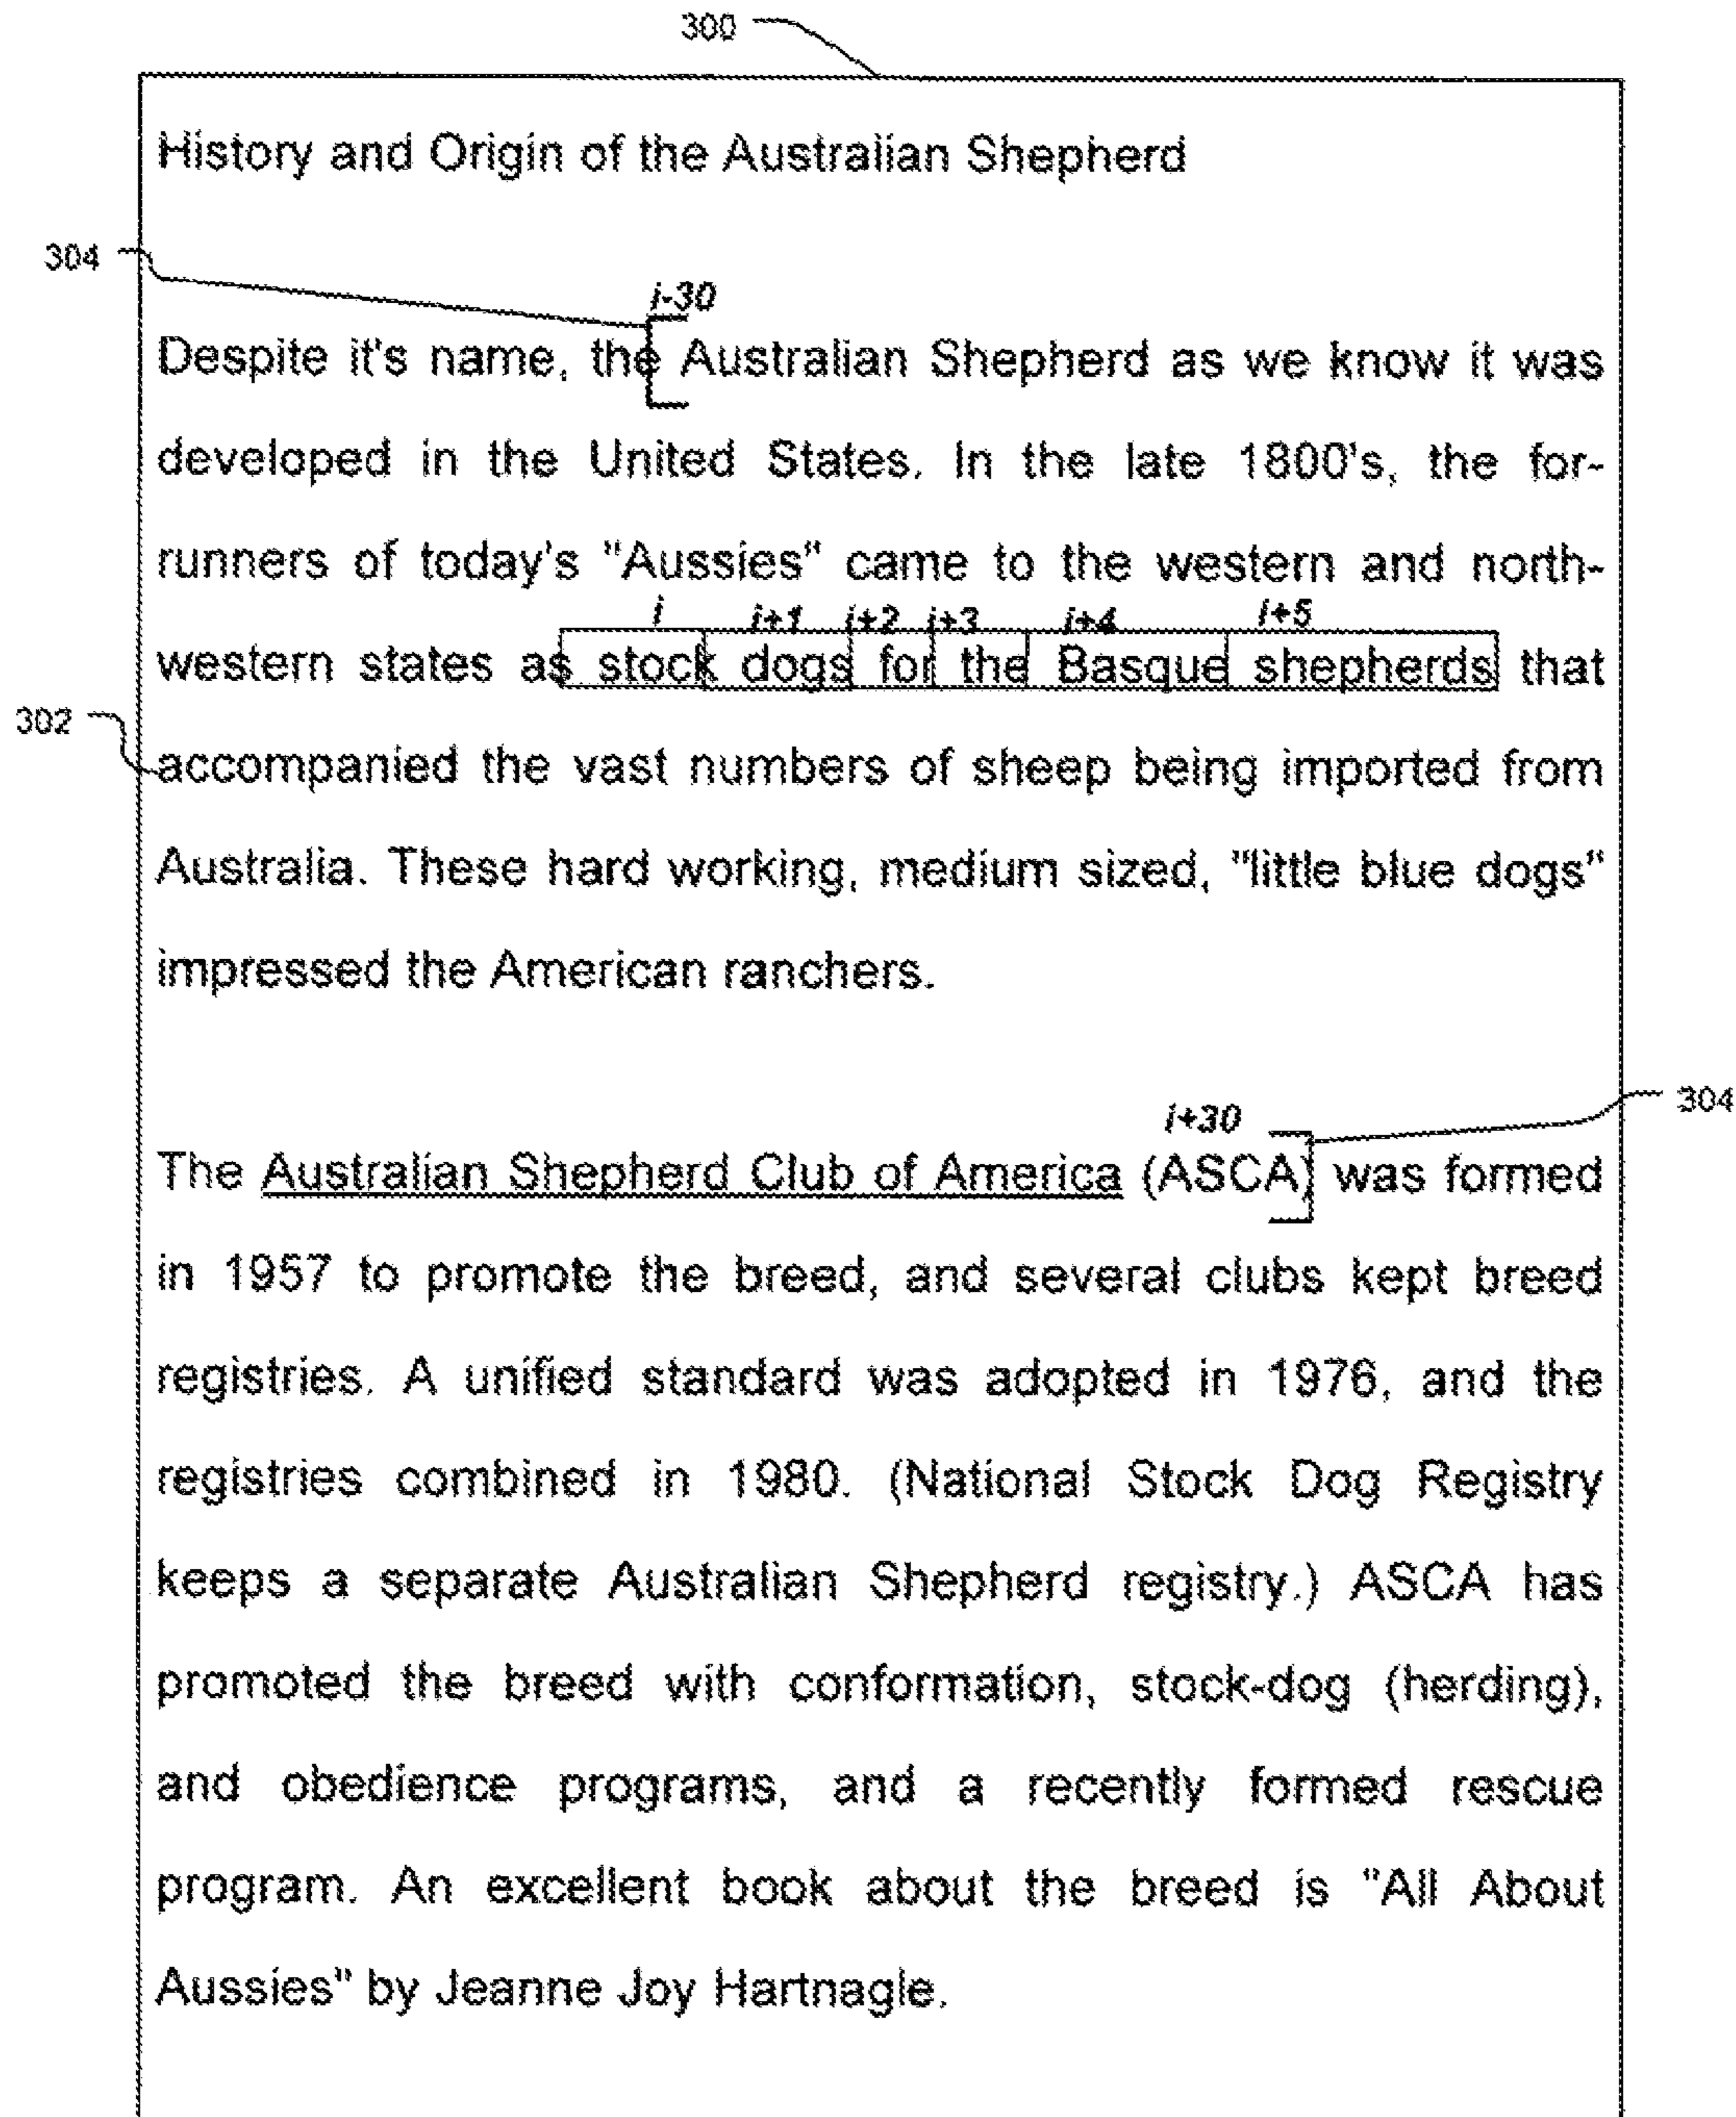 300
History and Origin of the Australian Shepherd
304
i-30
Despite it's name, the Australian Shepherd as we know it was
developed in the United States. In the late 1800's, the for-
runners of today's "Aussies" came to the western and north-
i i+1 i+2 i+3 i+4 i+5
western states as stock dogs for the Basque shepherds that
302
accompanied the vast numbers of sheep being imported from
Australia. These hard working, medium sized, "little blue dogs"
impressed the American ranchers.
304
i+30
The Australian Shepherd Club of America (ASCA) was formed
in 1957 to promote the breed, and several clubs kept breed
registries. A unified standard was adopted in 1976, and the
registries combined in 1980. (National Stock Dog Registry
keeps a separate Australian Shepherd registry.) ASCA has
promoted the breed with conformation, stock-dog (herding),
and obedience programs, and a recently formed rescue
program. An excellent book about the breed is "All About
Aussies" by Jeanne Joy Hartnagle.